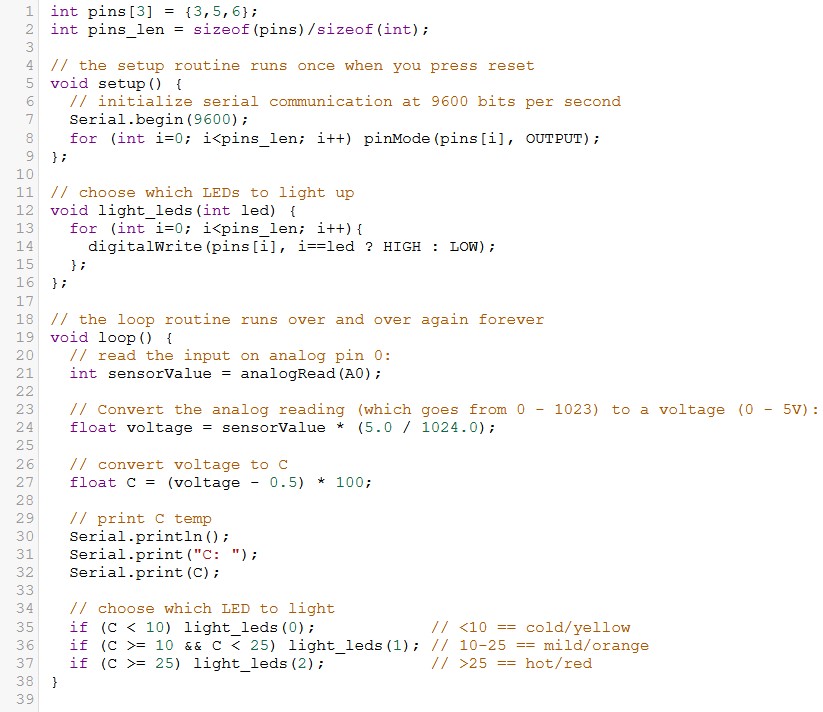 1 int pins[3] = {3,5,6};
2 int pins_len = sizeof(pins)/sizeof(int);
3
4 // the setup routine runs once when you press reset
5 void setup() {
6   // initialize serial communication at 9600 bits per second
7   Serial.begin(9600);
8   for (int i=0; i<pins_len; i++) pinMode(pins[i], OUTPUT);
9 };
10
11 // choose which LEDs to light up
12 void light_leds(int led) {
13   for (int i=0; i<pins_len; i++){
14     digitalWrite(pins[i], i==led ? HIGH : LOW);
15   };
16 };
17
18 // the loop routine runs over and over again forever
19 void loop() {
20   // read the input on analog pin 0:
21   int sensorValue = analogRead(A0);
22
23   // Convert the analog reading (which goes from 0 - 1023) to a voltage (0 - 5V):
24   float voltage = sensorValue * (5.0 / 1024.0);
25
26   // convert voltage to C
27   float C = (voltage - 0.5) * 100;
28
29   // print C temp
30   Serial.println();
31   Serial.print("C: ");
32   Serial.print(C);
33
34   // choose which LED to light
35   if (C < 10) light_leds(0);            // <10 == cold/yellow
36   if (C >= 10 && C < 25) light_leds(1); // 10-25 == mild/orange
37   if (C >= 25) light_leds(2);           // >25 == hot/red
38 }
39